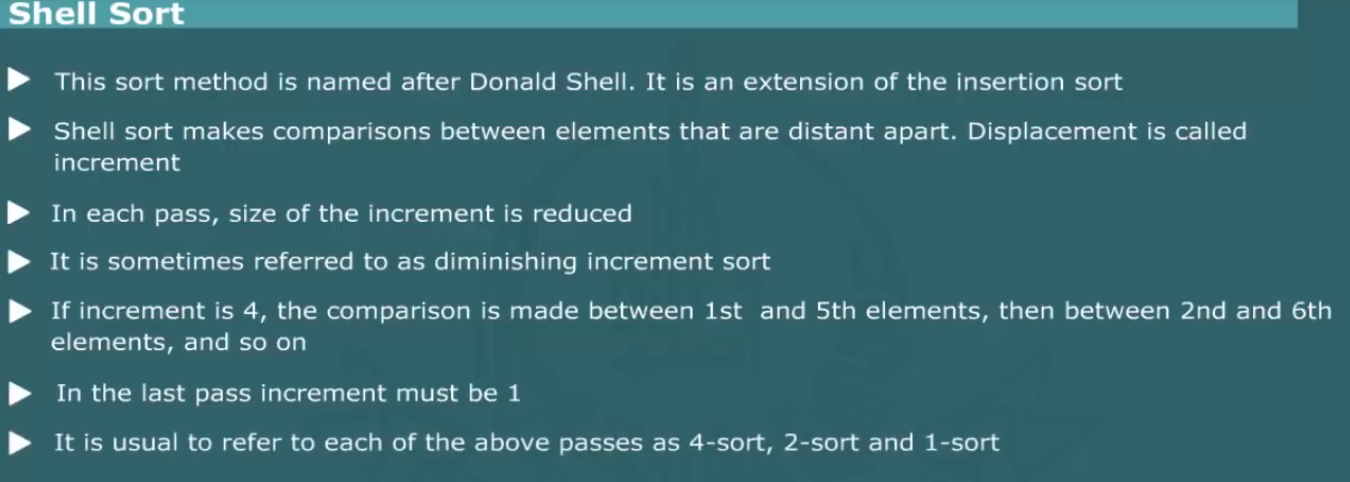 Shell Sort
This sort method is named after Donald Shell. It is an extension of the insertion sort
Shell sort makes comparisons between elements that are distant apart. Displacement is called
increment
In each pass, size of the increment is reduced
It is sometimes referred to as diminishing increment sort
If increment is 4, the comparison is made between 1st and 5th elements, then between 2nd and 6th
elements, and so on
In the last pass increment must be 1
It is usual to refer to each of the above passes as 4-sort, 2-sort and 1-sort